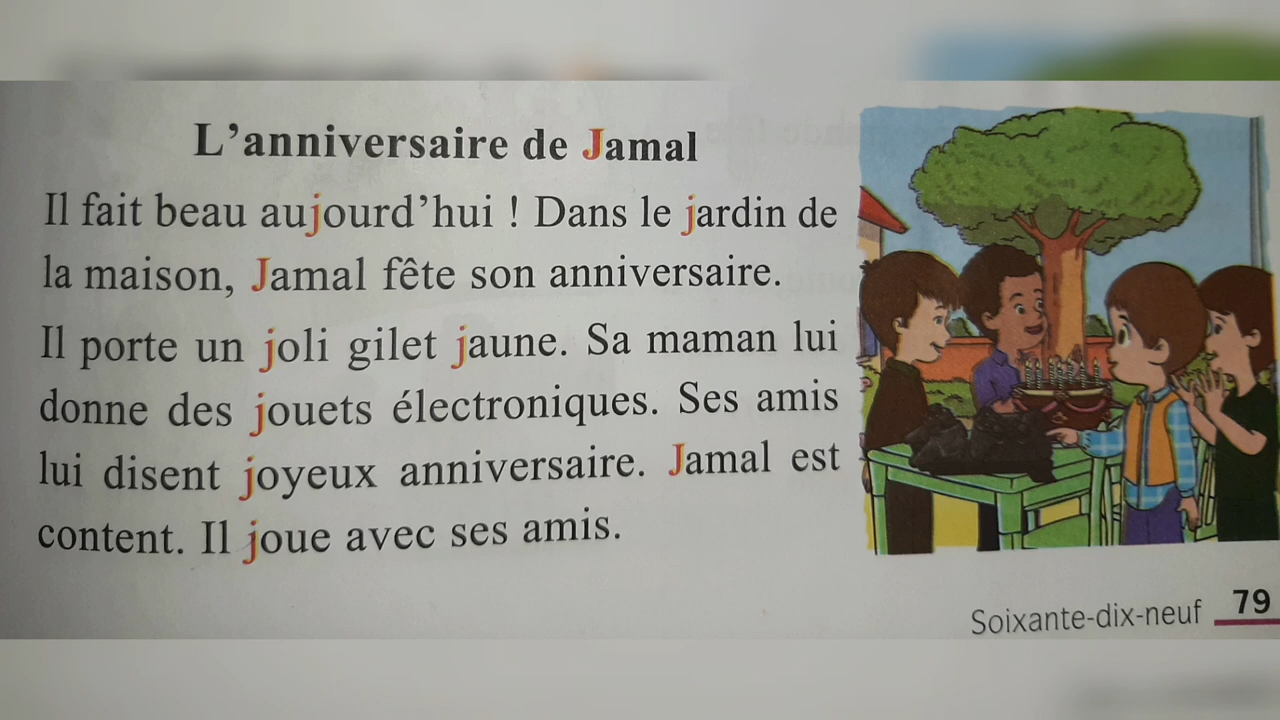 L’anniversaire de Jamal
Il fait beau aujourd’hui ! Dans le jardin de
la maison, Jamal fête son anniversaire.
Il porte un joli gilet jaune. Sa maman lui
donne des jouets électroniques. Ses amis
lui disent joyeux anniversaire. Jamal est
content. Il joue avec ses amis.
Soixante-dix-neuf 79